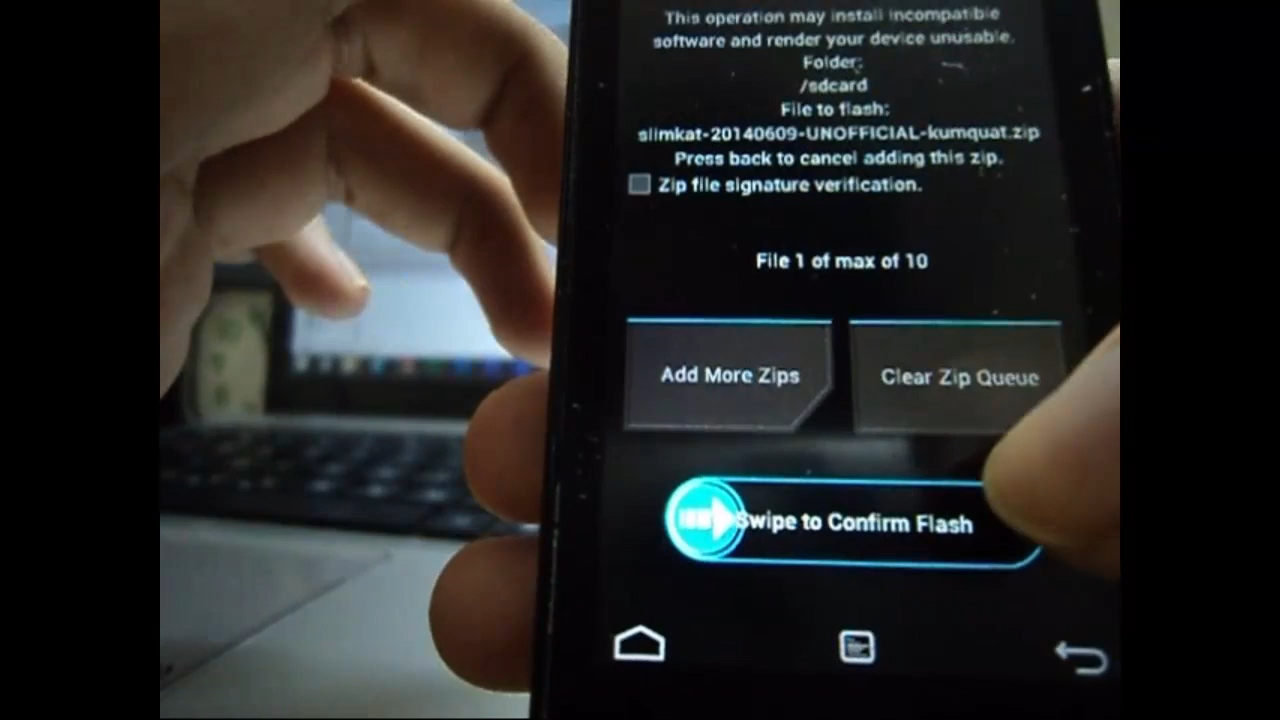 This operation may install incompatible
software and render your device unusable.
Folder:
/sdcard
File to flash:
slimkat-20140609-UNOFFICIAL-kumquat.zip
Press back to cancel adding this zip.
Zip file signature verification.
File 1 of max of 10
Add More Zips
Clear Zip Queue
Swipe to Confirm Flash